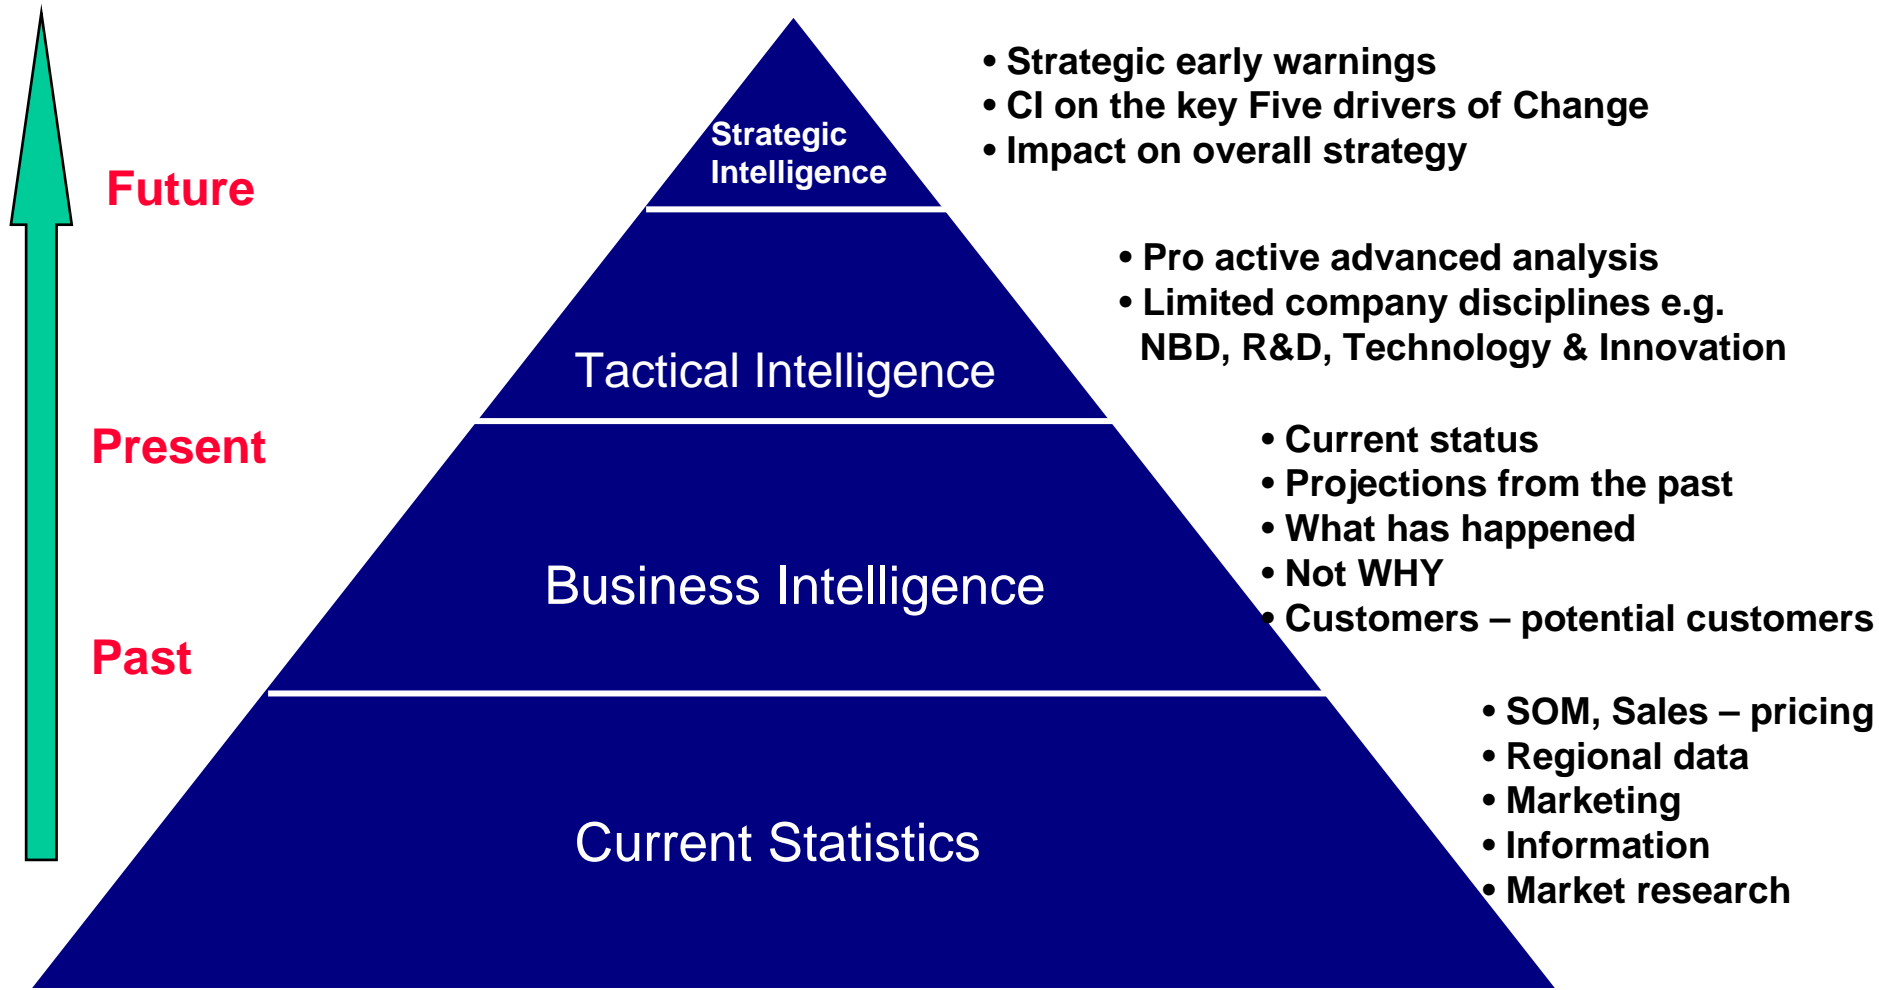 • Strategic early warnings
• CI on the key Five drivers of Change
• Impact on overall strategy
Strategic
Intelligence
Future
• Pro active advanced analysis
• Limited company disciplines e.g.
NBD, R&D, Technology & Innovation
Tactical Intelligence
Present
• Current status
• Projections from the past
• What has happened
• Not WHY
• Customers – potential customers
Business Intelligence
Past
• SOM, Sales – pricing
• Regional data
• Marketing
• Information
• Market research
Current Statistics